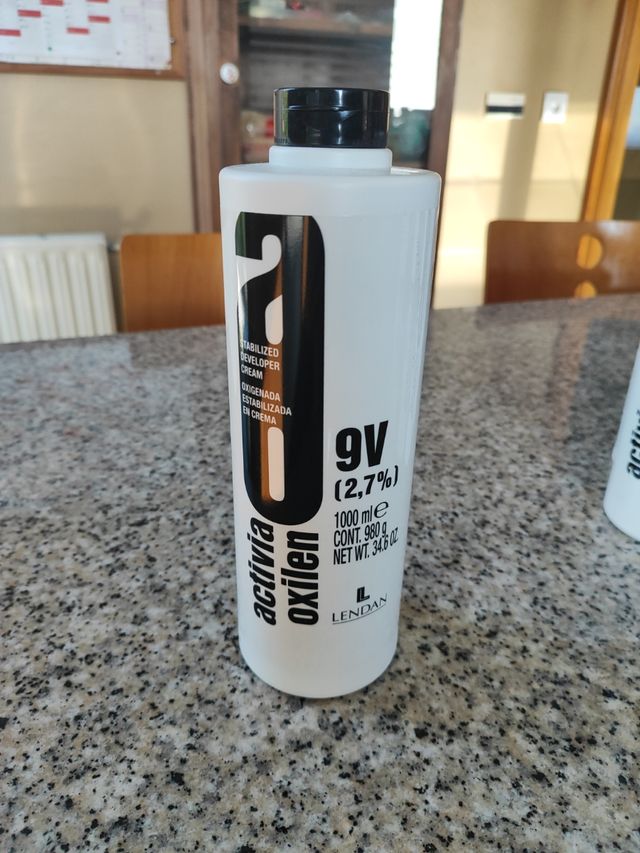 STABILIZED
DEVELOPER
CREAM
OXIGENADA
ESTABILIZADA
EN CREMA
activia
oxilen
9V
(2,7%)
1000 ml e
CONT. 980 g
NET WT. 34.6 OZ.
LENDAN